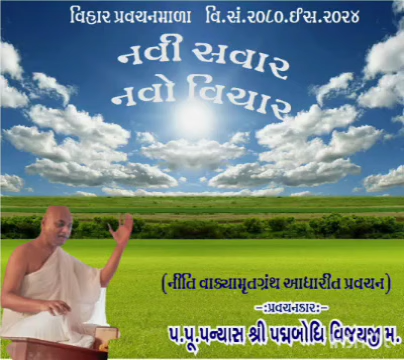 વિહાર પ્રવચનમાળા વિ.સં.૨૦૮૦.ઈસ.૨૦૨૪
નવી સવાર
નવો વિચાર
(નીતિ વાક્યામૃતગ્રંથ આધારીત પ્રવચન)
-:પ્રવચનકાર:-
પ.પૂ.પન્યાસ શ્રી પદ્મબોધિ વિજયજી મ.